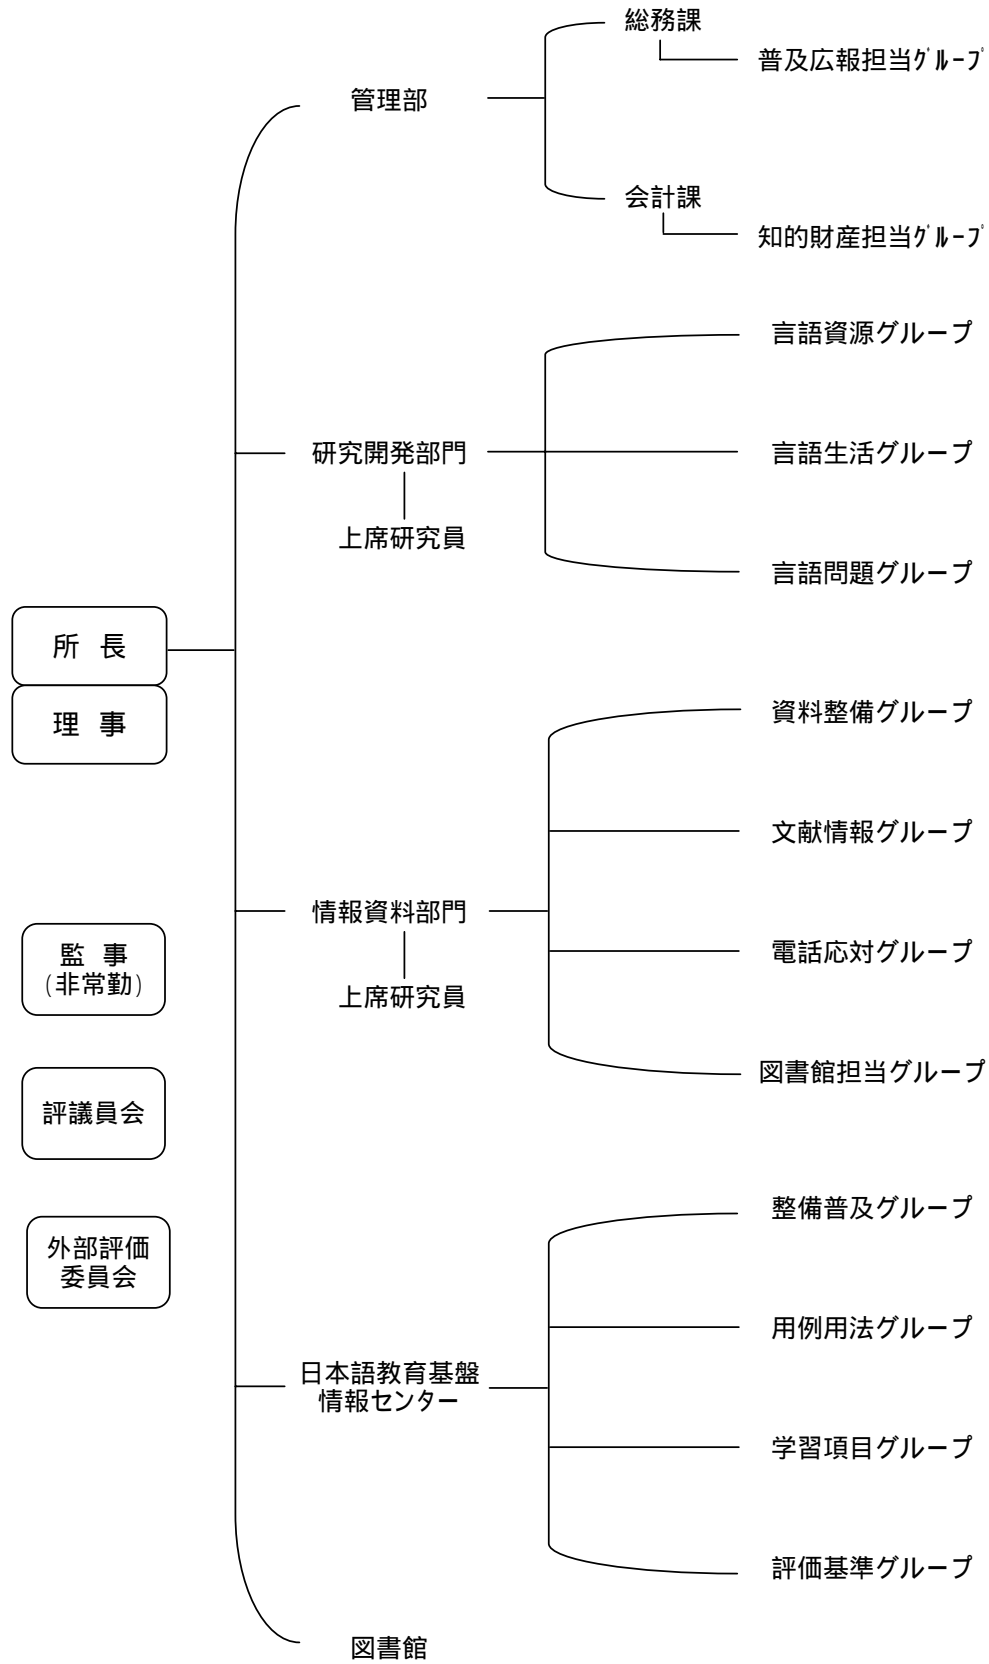 総務課
普及広報担当ｸﾞﾙｰﾌﾟ
管理部
会計課
知的財産担当ｸﾞﾙｰﾌﾟ
言語資源グループ
研究開発部門
言語生活グループ
上席研究員
言語問題グループ
所 長
理 事
資料整備グループ
文献情報グループ
情報資料部門
上席研究員
電話応対グループ
図書館担当グループ
監 事
(非常勤)
評議員会
外部評価
委員会
整備普及グループ
用例用法グループ
日本語教育基盤
情報センター
学習項目グループ
評価基準グループ
図書館